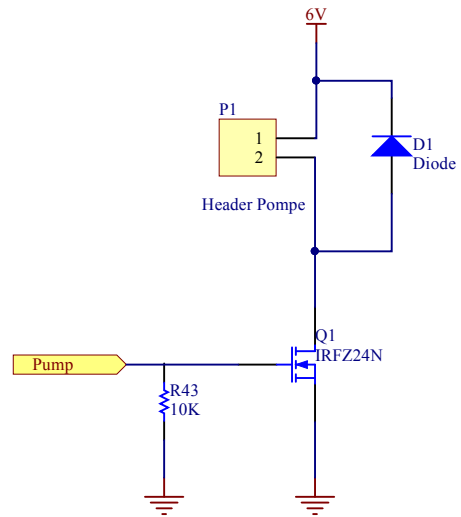 6V
P1
1
2
D1
Diode
Header Pompe
Q1
IRFZ24N
Pump
R43
10K